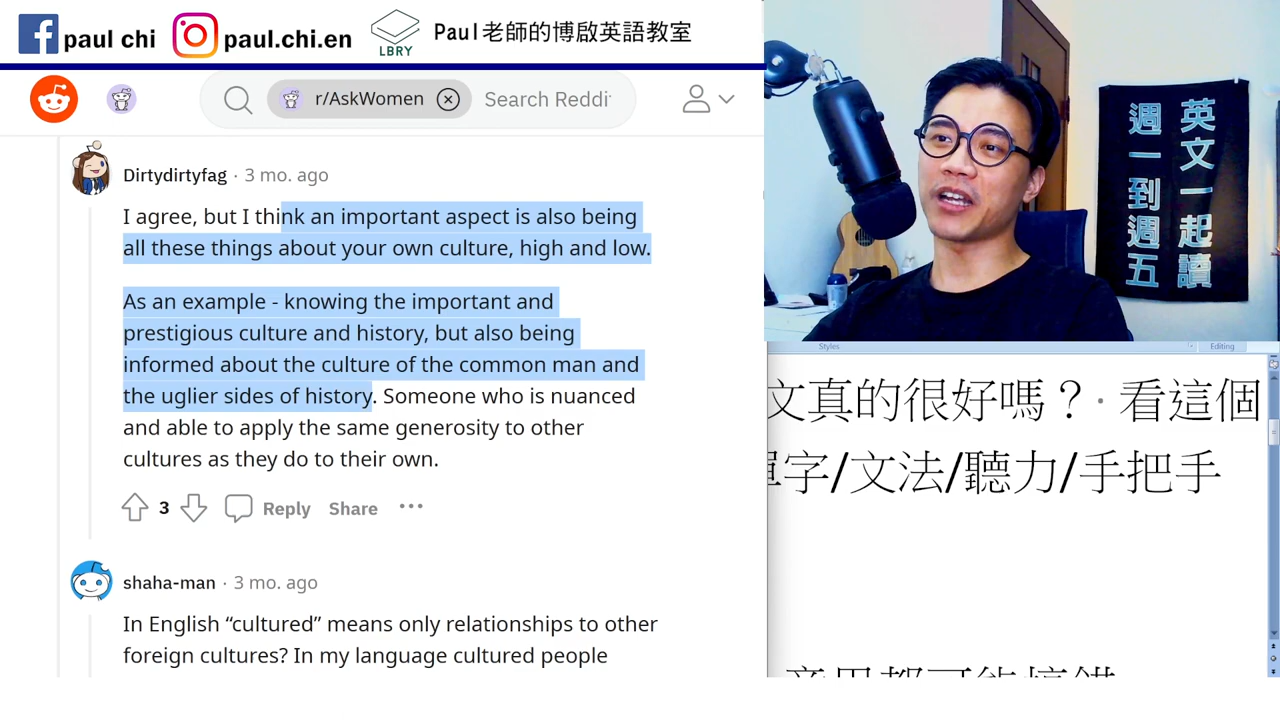 paul chi
paul.chi.en
LBRY
Paul老師的博啟英語教室
r/AskWomen
Search Reddi
Dirtydirtyfag · 3 mo. ago
I agree, but I think an important aspect is also being
all these things about your own culture, high and low.
As an example - knowing the important and
prestigious culture and history, but also being
informed about the culture of the common man and
the uglier sides of history. Someone who is nuanced
and able to apply the same generosity to other
cultures as they do to their own.
3 Reply Share
shaha-man · 3 mo. ago
In English “cultured” means only relationships to other
foreign cultures? In my language cultured people
英文一起讀
週一到週五
Styles
Editing
文真的很好嗎？· 看這個
字/文法/聽力/手把手